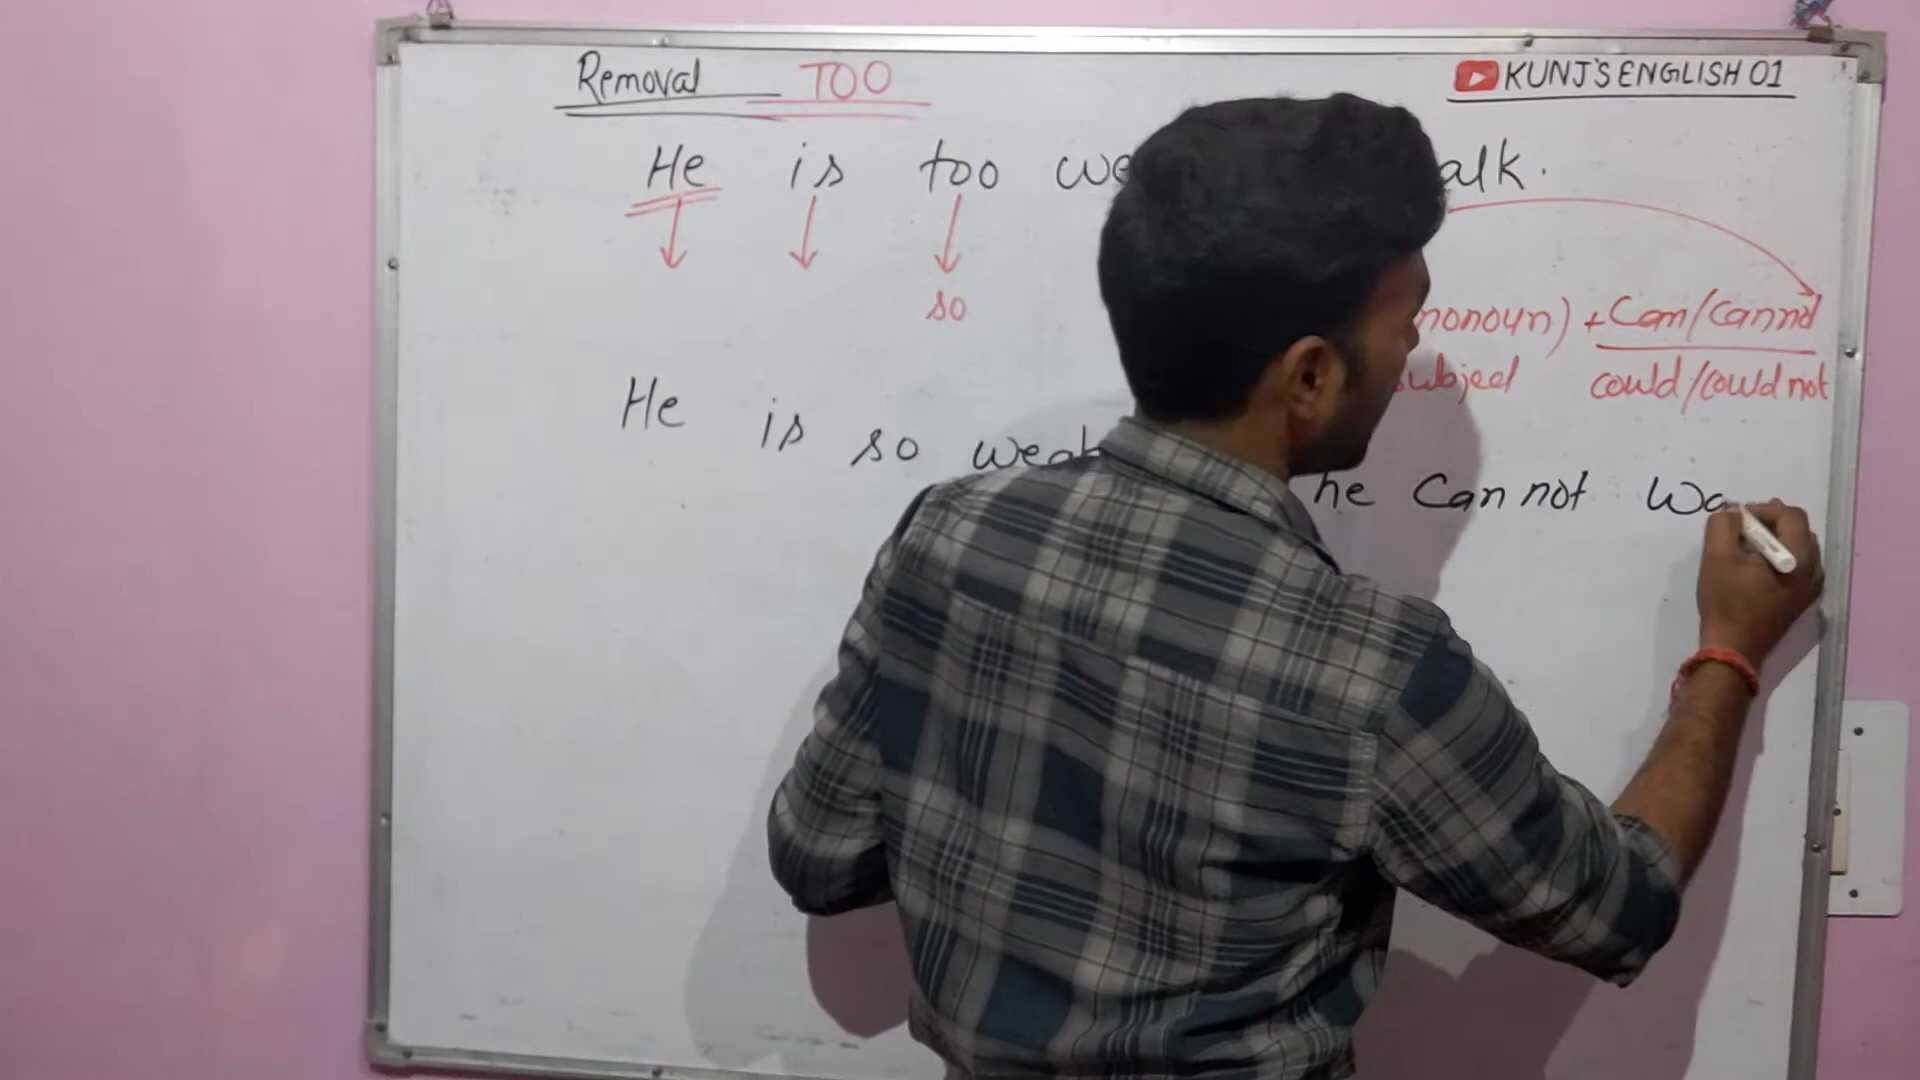 Removal TOO
KUNJ'S ENGLISH 01
He is too we alk.
so
nonoun) + Can/Cannot
subject could/could not
He is so weak he Can not Wa